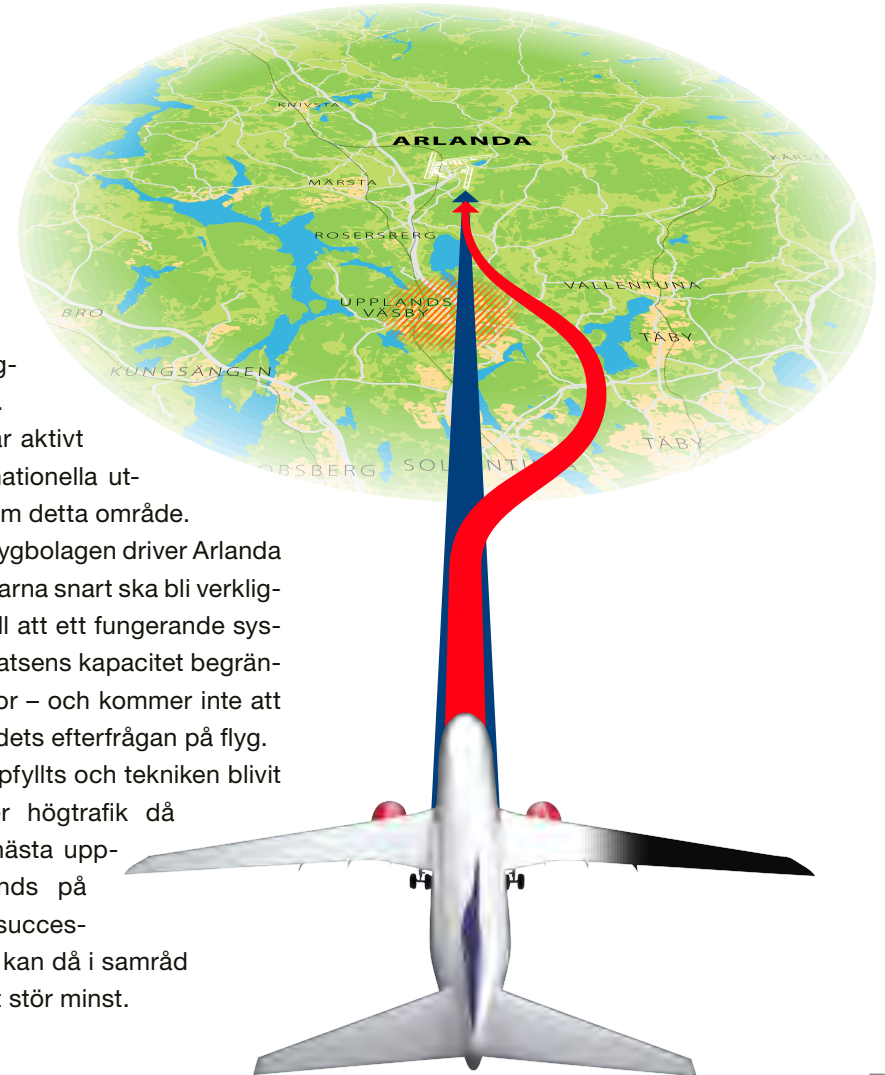 KNIVSTA
ARLANDA
KÅRSTA
MÄRSTA
ROSERSBERG
VALLENTUNA
UPPLANDS
VÄSBY
BRO
TÄBY
KUNGSÄNGEN
TÄBY
OBSBERG
SOLLENTUNA
g-
.
ar aktivt
nationella ut-
m detta område.
ygbolagen driver Arlanda
arna snart ska bli verklig-
ll att ett fungerande sys-
atsens kapacitet begrän-
or – och kommer inte att
dets efterfrågan på flyg.
pfyllts och tekniken blivit
r högtrafik då
nästa upp-
nds på
succes-
kan då i samråd
t stör minst.